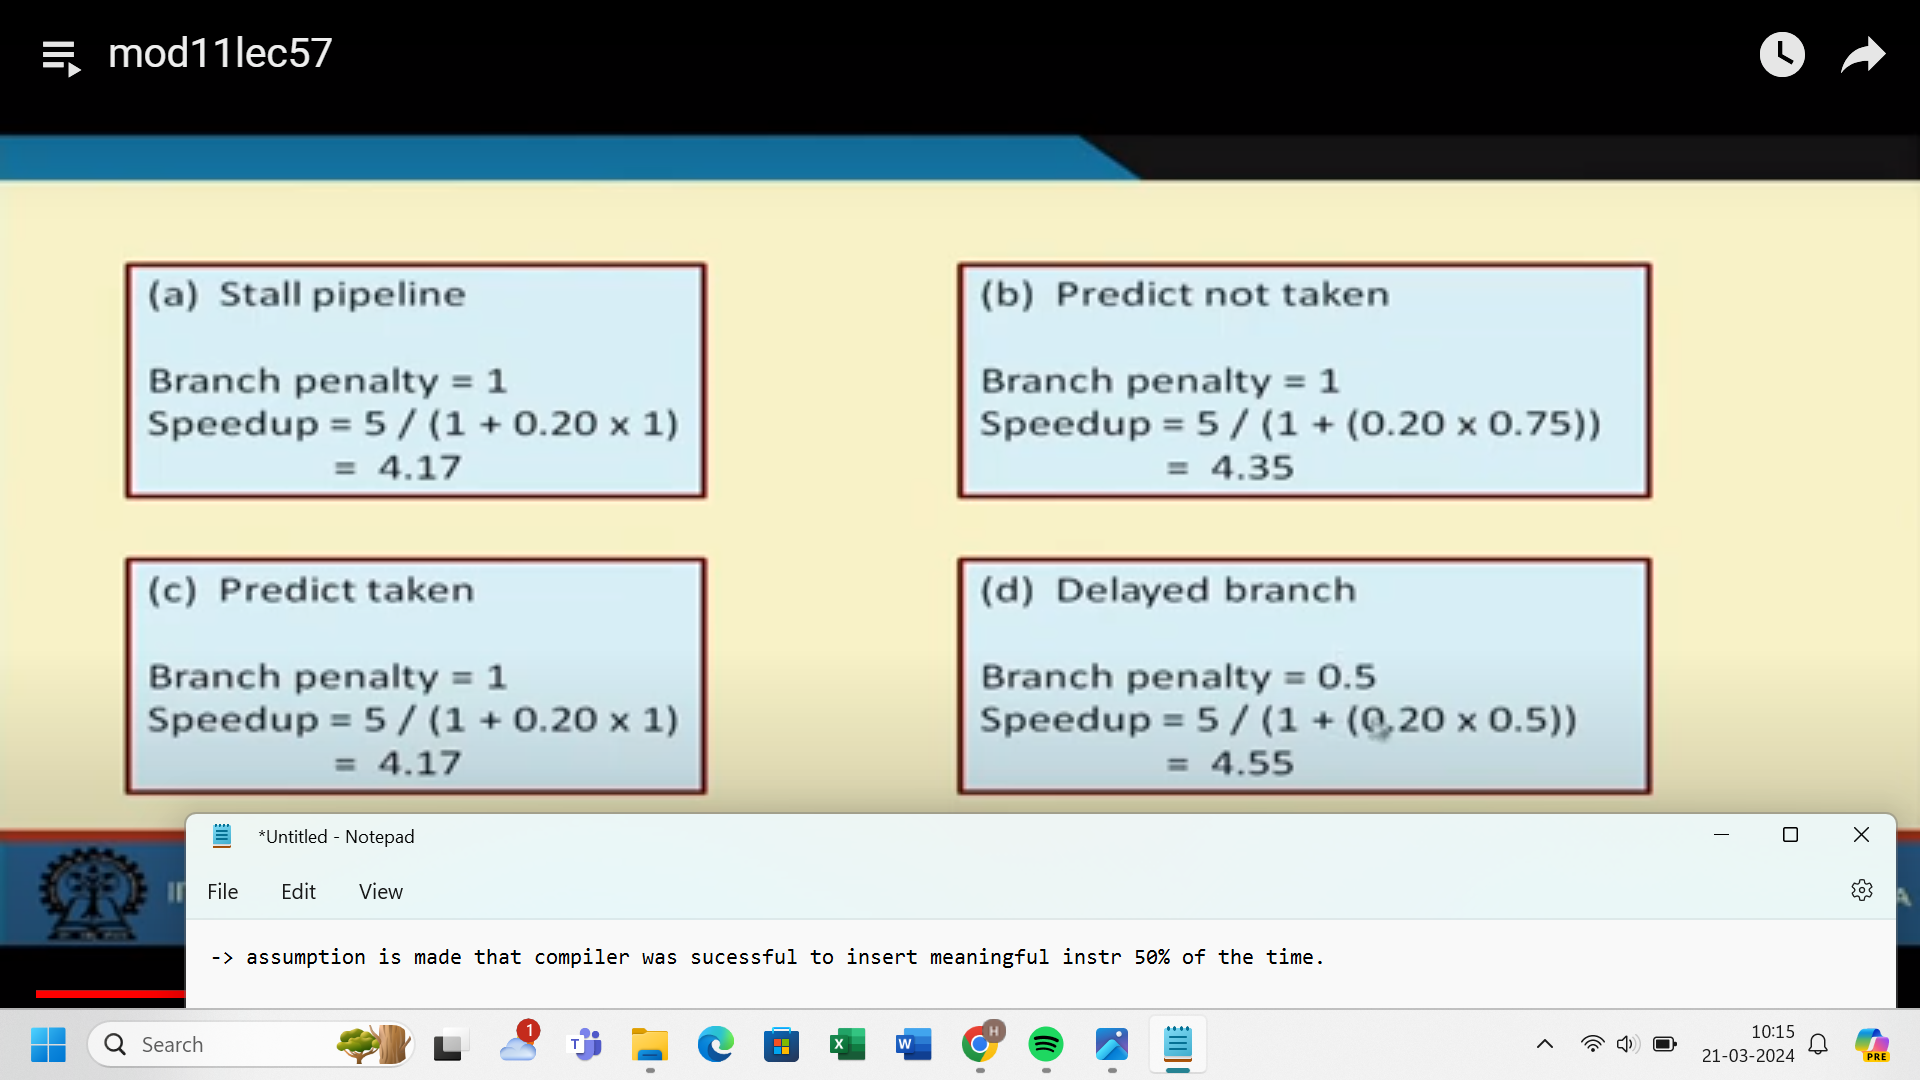 mod11lec57
(a) Stall pipeline
Branch penalty = 1
Speedup = 5 / (1 + 0.20 x 1)
= 4.17
(b) Predict not taken
Branch penalty = 1
Speedup = 5 / (1 + (0.20 x 0.75))
= 4.35
(c) Predict taken
Branch penalty = 1
Speedup = 5 / (1 + 0.20 x 1)
= 4.17
(d) Delayed branch
Branch penalty = 0.5
Speedup = 5 / (1 + (0.20 x 0.5))
= 4.55
*Untitled - Notepad
File Edit View
-> assumption is made that compiler was sucessful to insert meaningful instr 50% of the time.
Search
1
T
X
W
H
10:15
21-03-2024
PRE